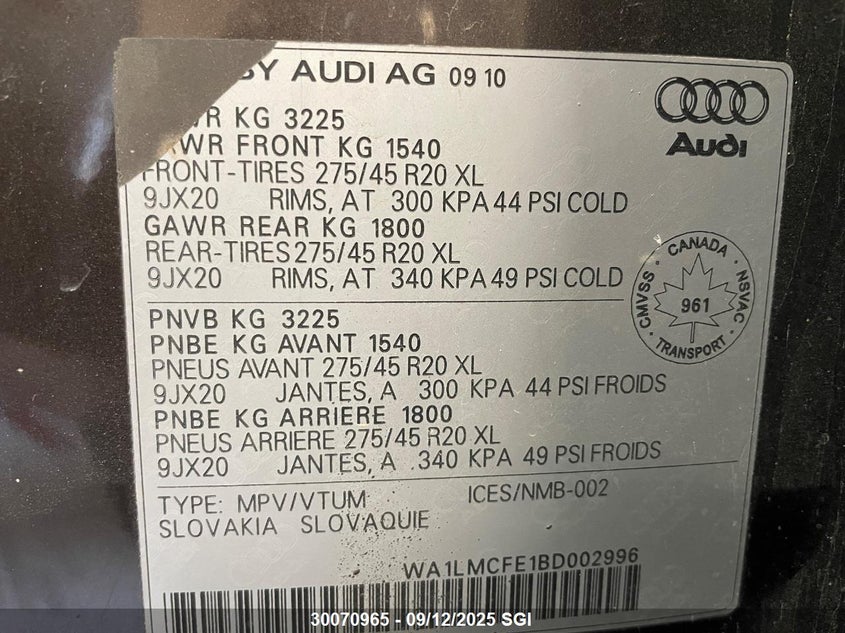 BY AUDI AG 09 10
Audi
KG 3225
GAWR FRONT KG 1540
FRONT-TIRES 275/45 R20 XL
9JX20 RIMS, AT 300 KPA 44 PSI COLD
GAWR REAR KG 1800
REAR-TIRES 275/45 R20 XL
9JX20 RIMS, AT 340 KPA 49 PSI COLD
CANADA
CMVSS
NSVAC
961
TRANSPORT
PNVB KG 3225
PNBE KG AVANT 1540
PNEUS AVANT 275/45 R20 XL
9JX20 JANTES, A 300 KPA 44 PSI FROIDS
PNBE KG ARRIERE 1800
PNEUS ARRIERE 275/45 R20 XL
9JX20 JANTES, A .340 KPA 49 PSI FROIDS
TYPE: MPV/VTUM ICES/NMB-002
SLOVAKIA SLOVAQUIE
WA1LMCFE1BD002996
30070965 - 09/12/2025 SGI